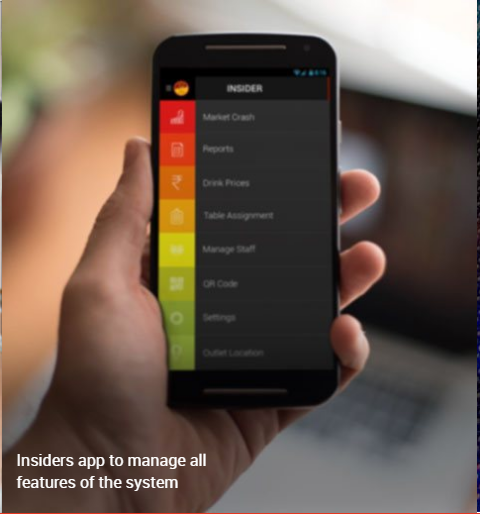 INSIDER
Market Crash
Reports
Drink Prices
Table Assignment
Manage Staff
QR Code
Settings
Outlet Location
Insiders app to manage all
features of the system